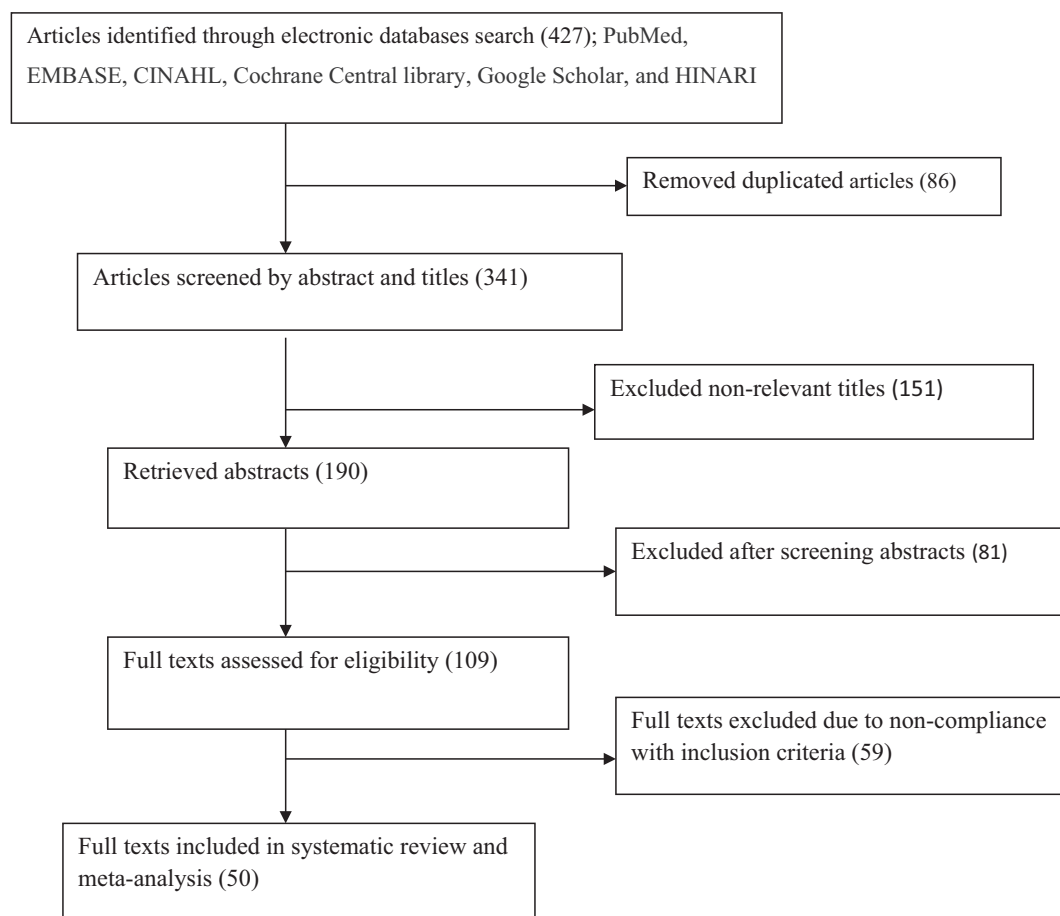 Articles identified through electronic databases search (427); PubMed,
EMBASE, CINAHL, Cochrane Central library, Google Scholar, and HINARI
Removed duplicated articles (86)
Articles screened by abstract and titles (341)
Excluded non-relevant titles (151)
Retrieved abstracts (190)
Excluded after screening abstracts (81)
Full texts assessed for eligibility (109)
Full texts excluded due to non-compliance
with inclusion criteria (59)
Full texts included in systematic review and
meta-analysis (50)